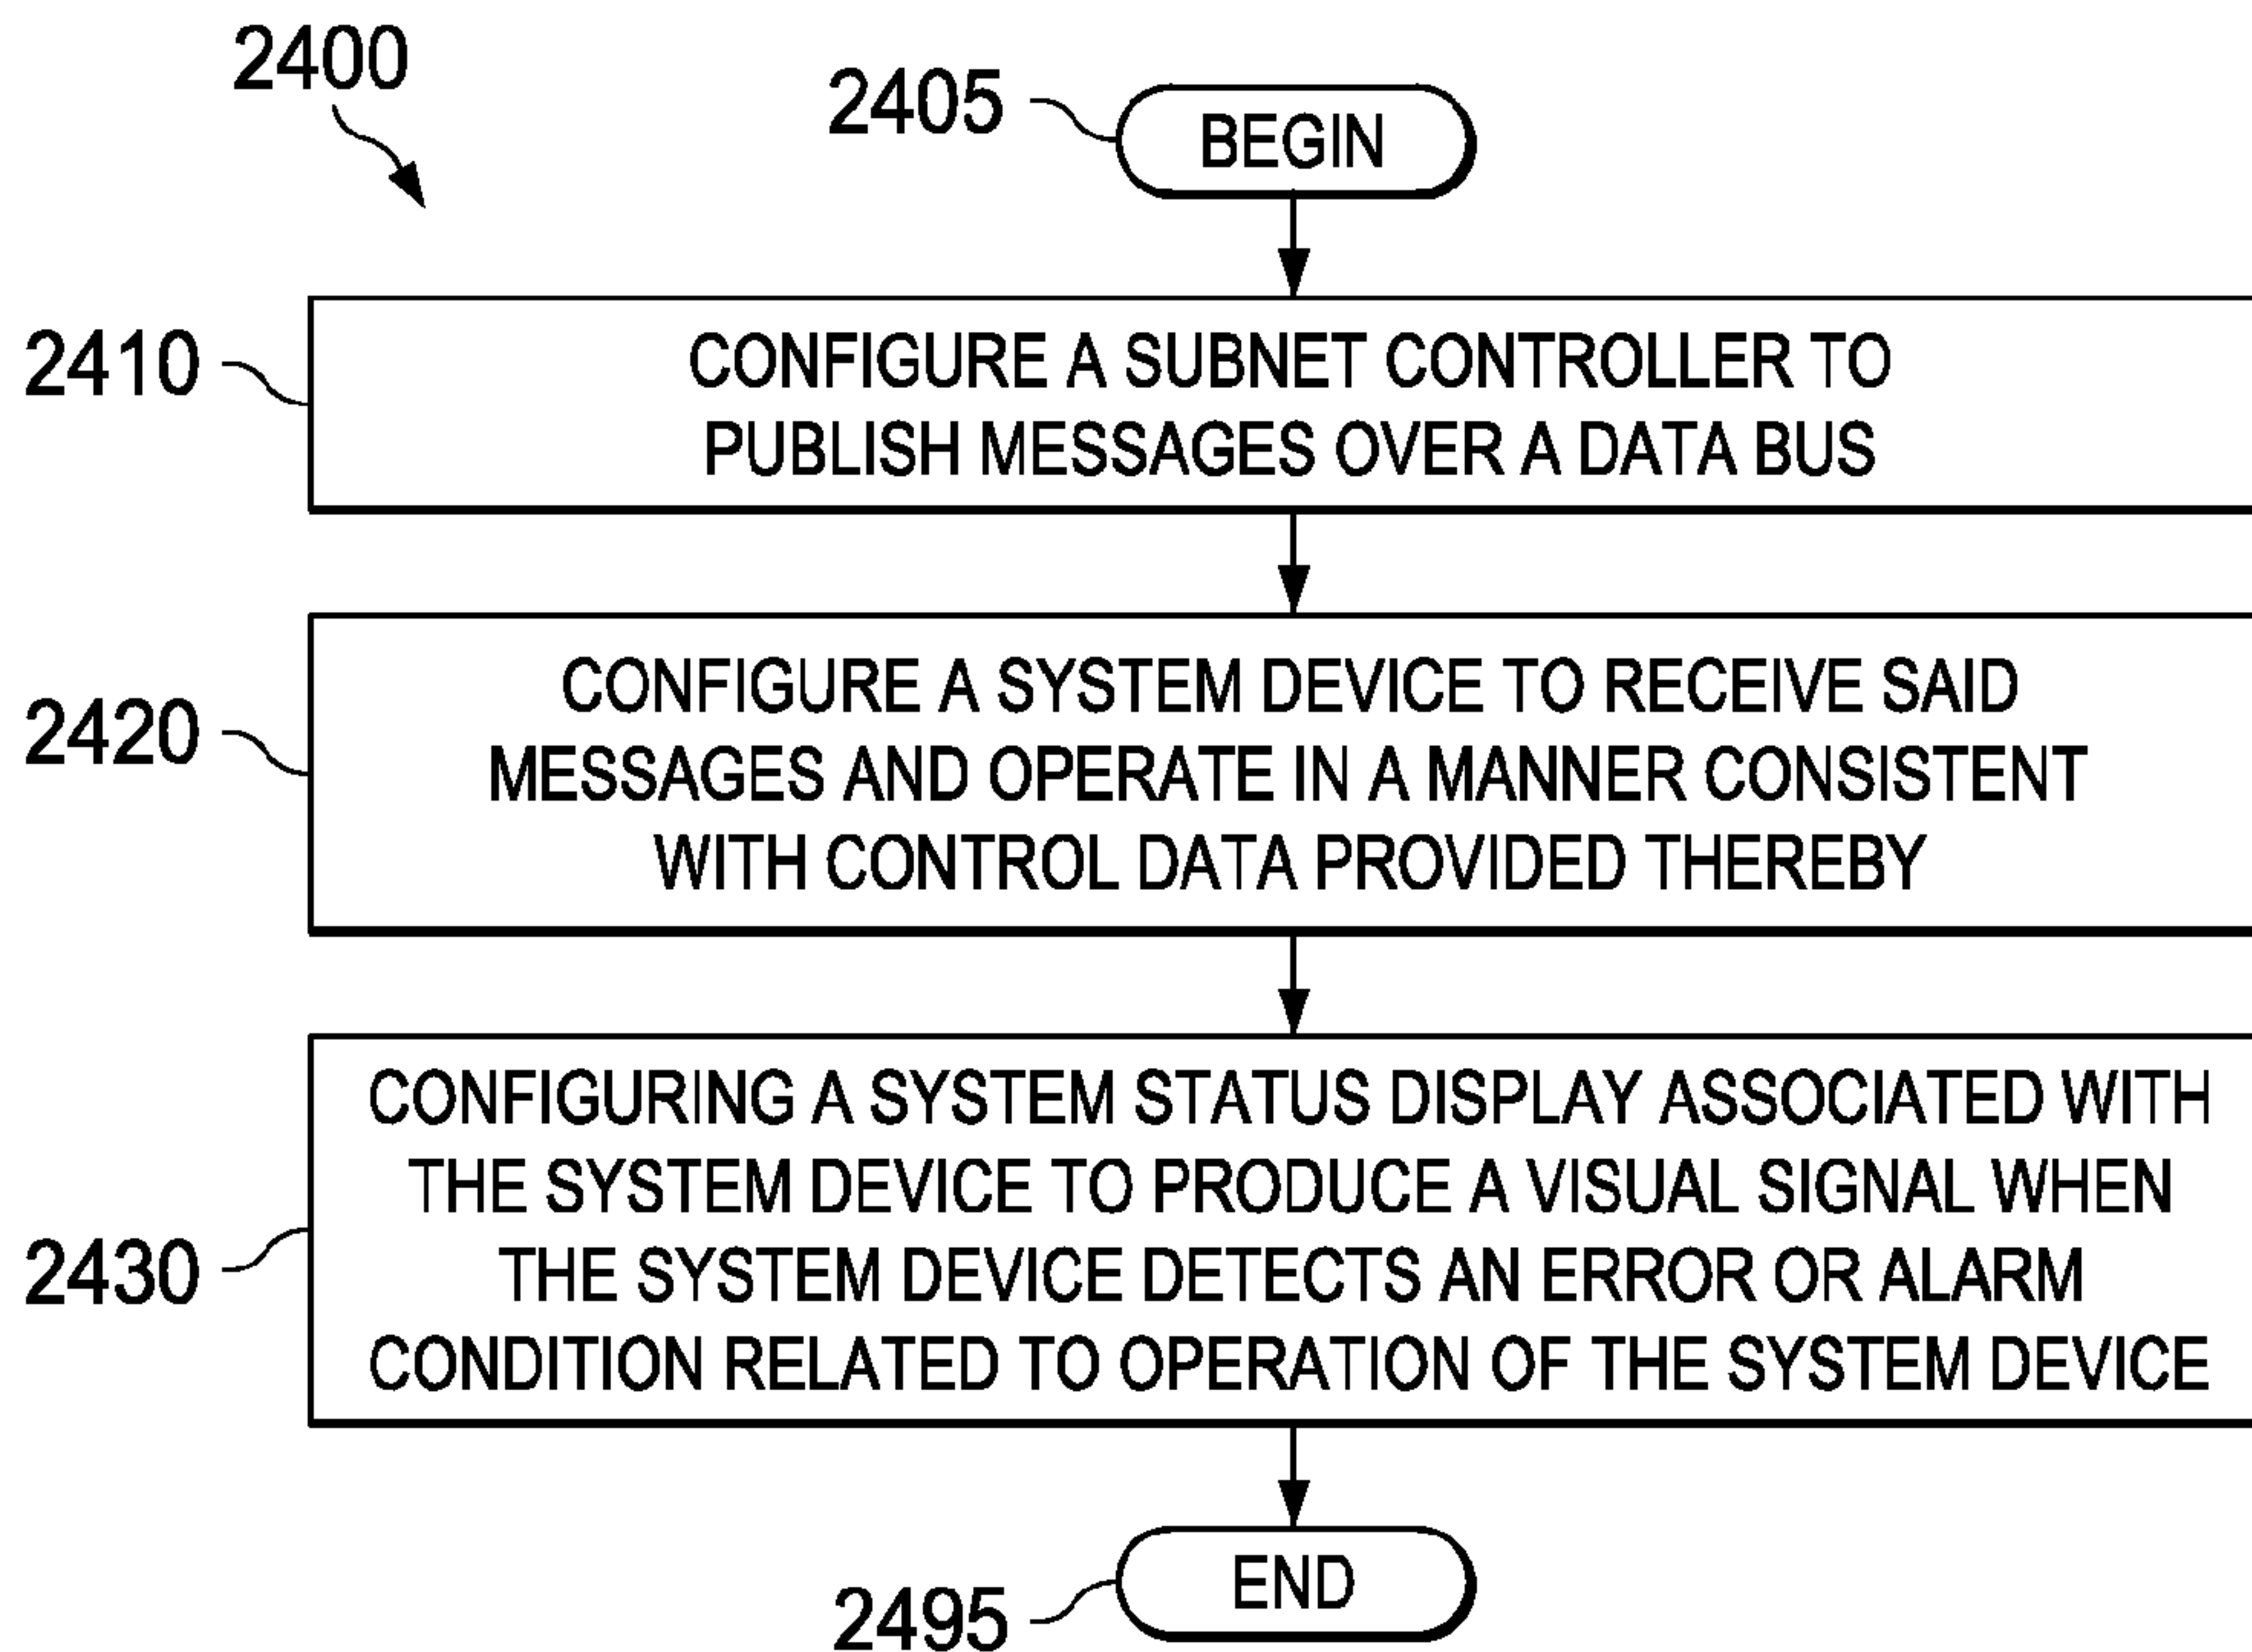 2400
2405
BEGIN
2410
CONFIGURE A SUBNET CONTROLLER TO
PUBLISH MESSAGES OVER A DATA BUS
2420
CONFIGURE A SYSTEM DEVICE TO RECEIVE SAID
MESSAGES AND OPERATE IN A MANNER CONSISTENT
WITH CONTROL DATA PROVIDED THEREBY
2430
CONFIGURING A SYSTEM STATUS DISPLAY ASSOCIATED WITH
THE SYSTEM DEVICE TO PRODUCE A VISUAL SIGNAL WHEN
THE SYSTEM DEVICE DETECTS AN ERROR OR ALARM
CONDITION RELATED TO OPERATION OF THE SYSTEM DEVICE
END
2495